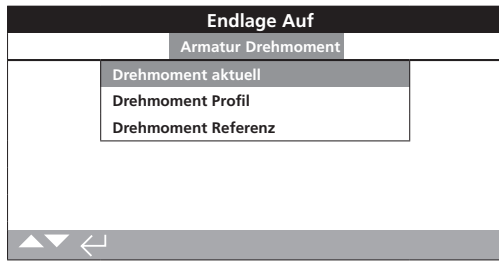 Endlage Auf
Armatur Drehmoment
Drehmoment aktuell
Drehmoment Profil
Drehmoment Referenz